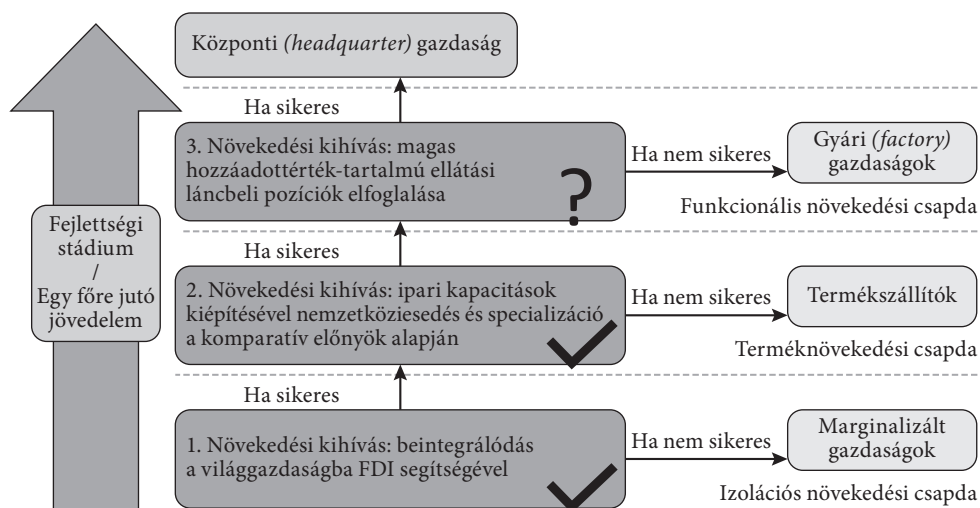 Központi (headquarter) gazdaság
Ha sikeres
3. Növekedési kihívás: magas
hozzáadottérték-tartalmú ellátási
láncbeli pozíciók elfoglalása
?
Ha nem sikeres
Gyári (factory)
gazdaságok
Funkcionális növekedési csapda
Fejlettségi
stádium
/
Egy főre jutó
jövedelem
Ha sikeres
2. Növekedési kihívás: ipari kapacitások
kiépítésével nemzetköziesedés és specializáció
a komparatív előnyök alapján
Ha nem sikeres
Termékszállítók
Terméknövekedési csapda
Ha sikeres
1. Növekedési kihívás: beintegrálódás
a világgazdaságba FDI segítségével
Ha nem sikeres
Marginalizált
gazdaságok
Izolációs növekedési csapda